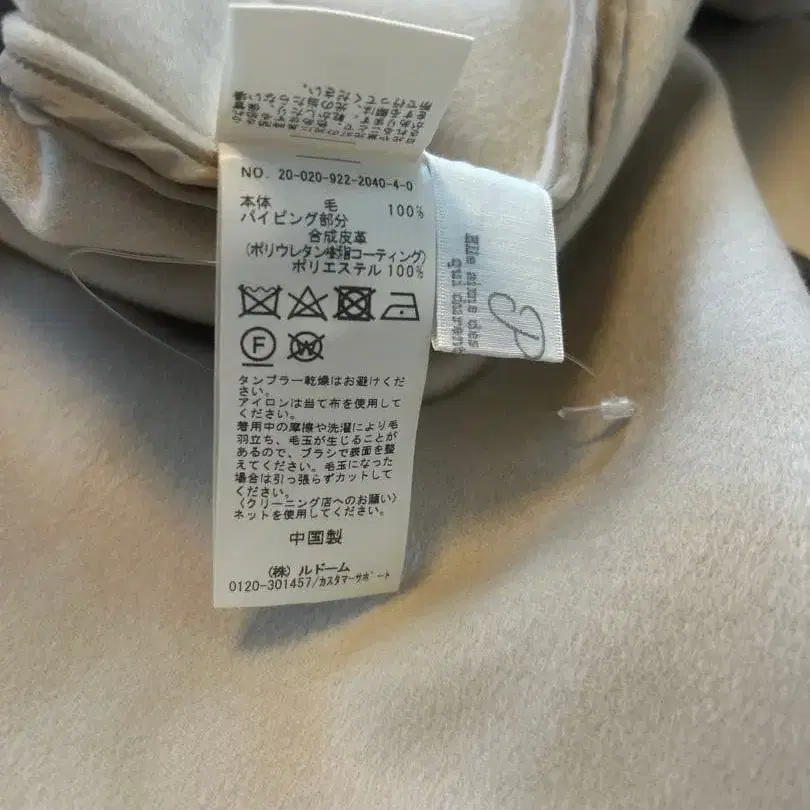 NO. 20-020-922-2040-4-0
本体 毛 100%
パイピング部分
合成皮革
(ポリウレタン樹脂コーティング)
ポリエステル 100%
F W
タンブラー乾燥はお避けくだ
さい。
アイロンは当て布を使用して
ください。
着用中の摩擦や洗濯により毛
羽立ち、毛玉が生じることが
あるので、ブラシで表面を整
えてください。毛玉になった
場合は引っ張らずカットして
ください。
〈クリーニング店へのお願い〉
ネットを使用してください。
中国製
(株) ルドーム
0120-301457/カスタマーサポート
Elle aime des
qui durent
P